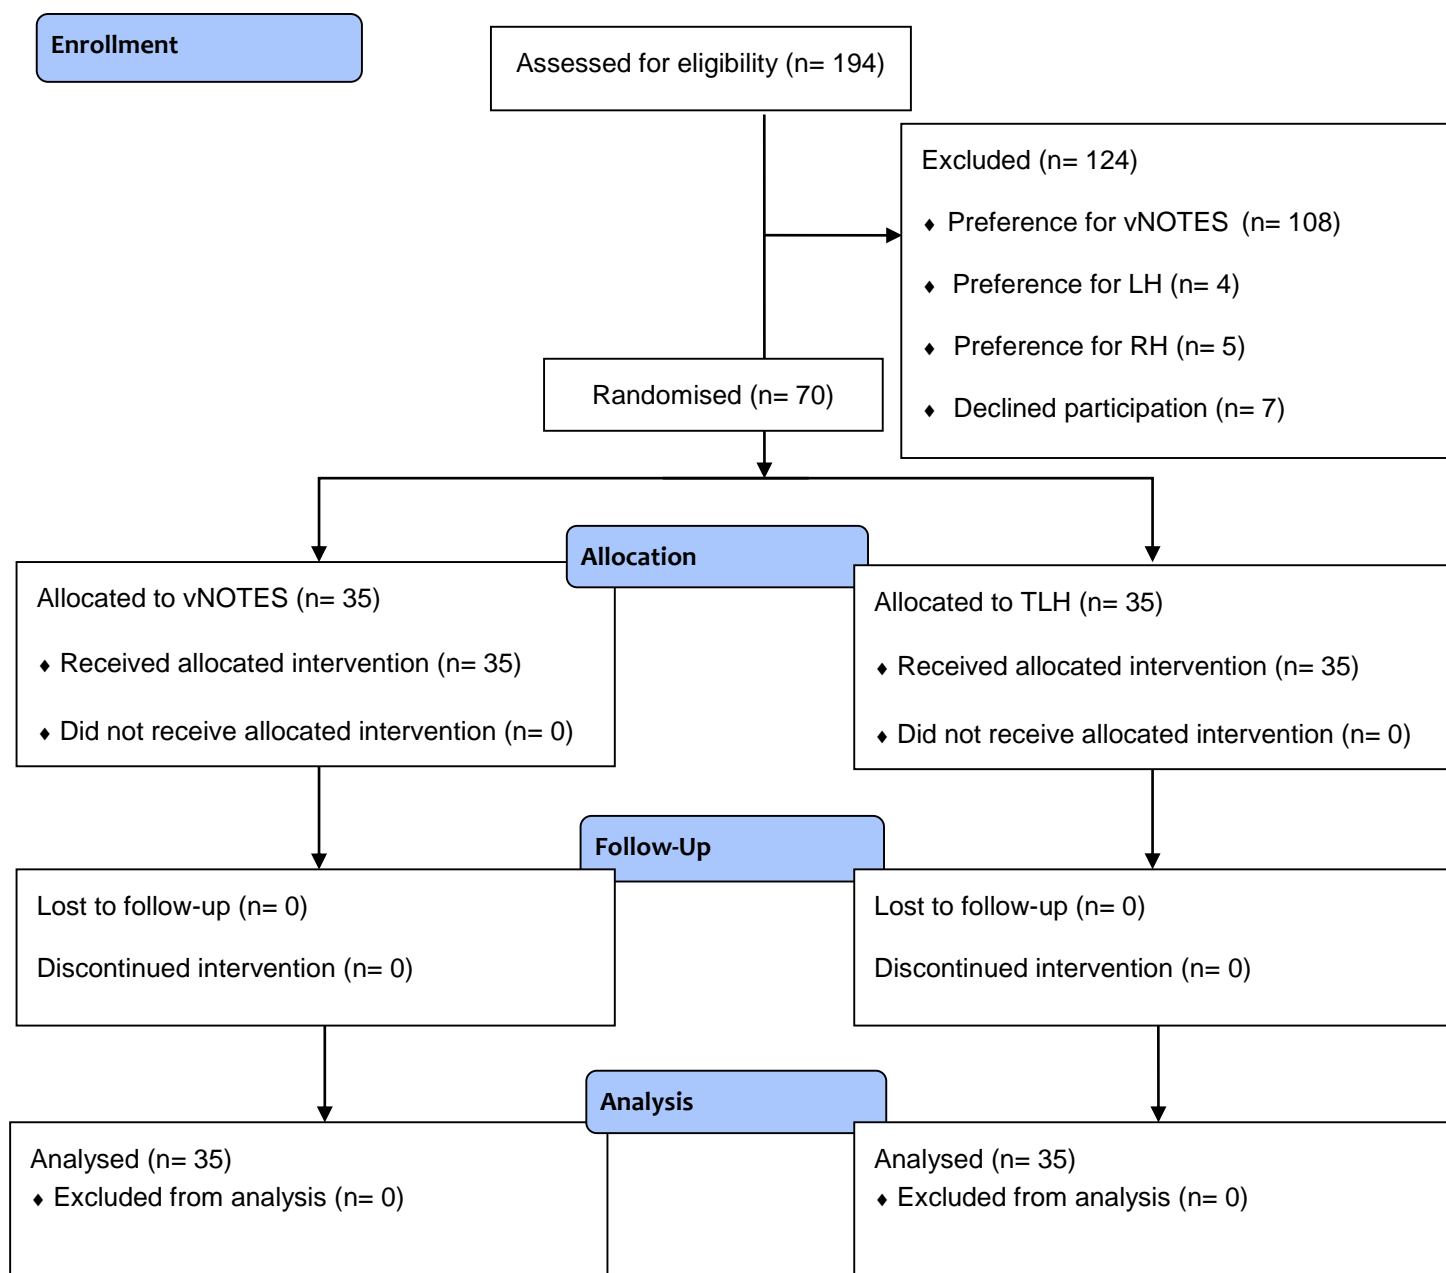 Enrollment
Assessed for eligibility (n= 194)
Excluded (n= 124)
♦ Preference for vNOTES (n= 108)
♦ Preference for LH (n= 4)
♦ Preference for RH (n= 5)
♦ Declined participation (n= 7)
Randomised (n= 70)
Allocation
Allocated to vNOTES (n= 35)
♦ Received allocated intervention (n= 35)
♦ Did not receive allocated intervention (n= 0)
Allocated to TLH (n= 35)
♦ Received allocated intervention (n= 35)
♦ Did not receive allocated intervention (n= 0)
Follow-Up
Lost to follow-up (n= 0)
Discontinued intervention (n= 0)
Lost to follow-up (n= 0)
Discontinued intervention (n= 0)
Analysis
Analysed (n= 35)
♦ Excluded from analysis (n= 0)
Analysed (n= 35)
♦ Excluded from analysis (n= 0)